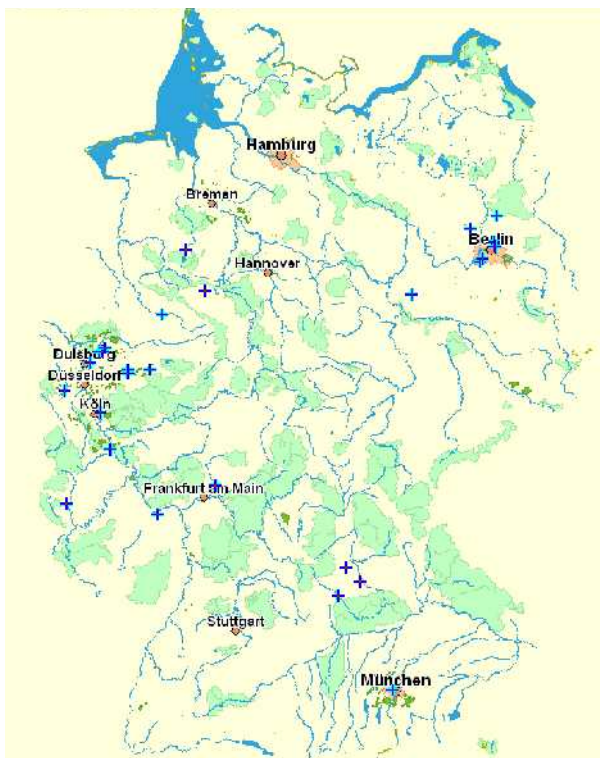 Hamburg
Bremen
Berlin
Hannover
Duisburg
Düsseldorf
Köln
Frankfurt am Main
Stuttgart
München